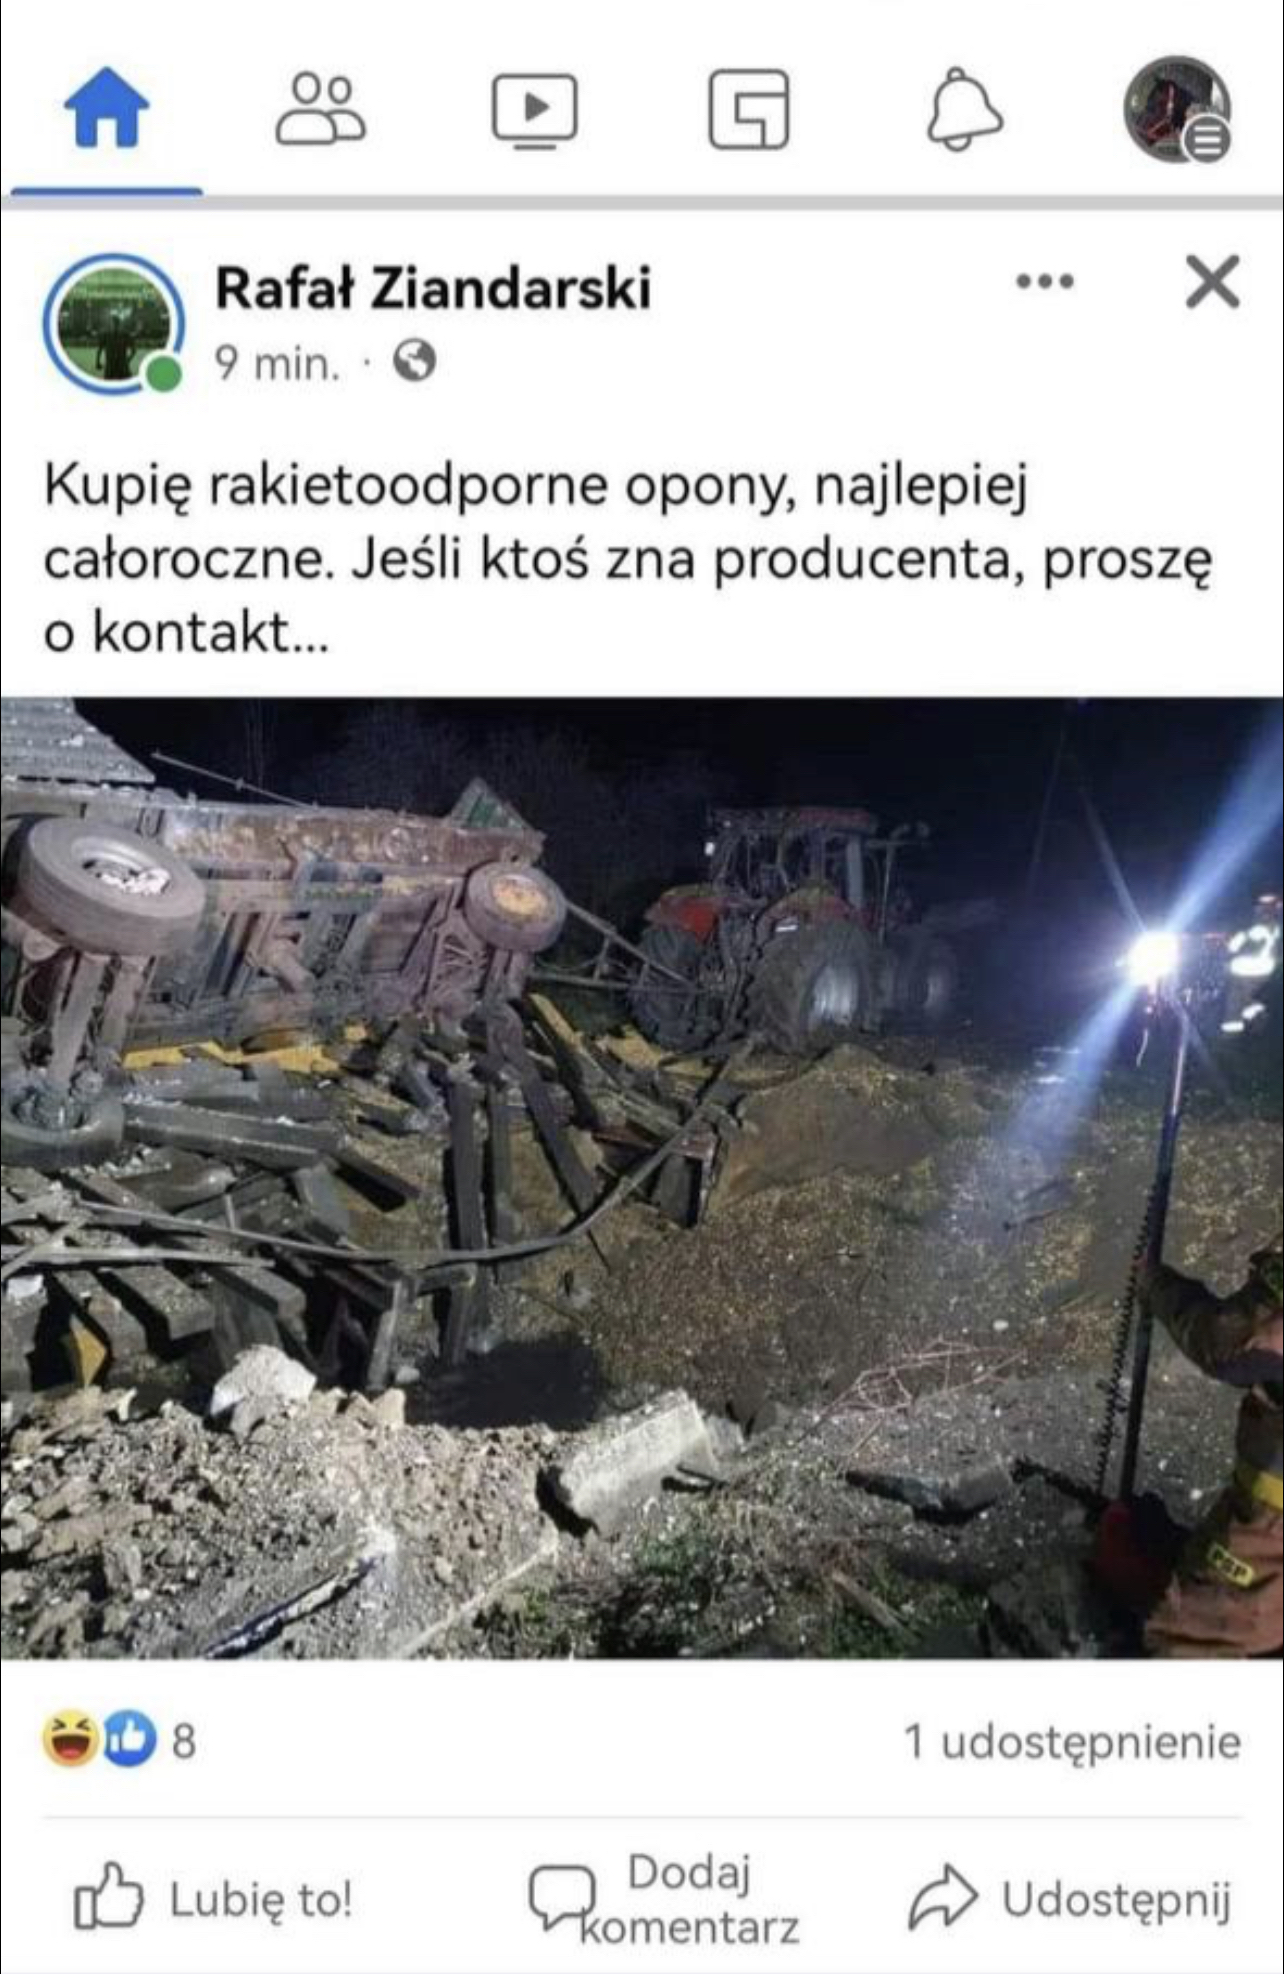 Rafał Ziandarski
9 min. ·
Kupię rakietoodporne opony, najlepiej
całoroczne. Jeśli ktoś zna producenta, proszę
o kontakt...
PSP
8
1 udostępnienie
Lubię to!
Dodaj
komentarz
Udostępnij